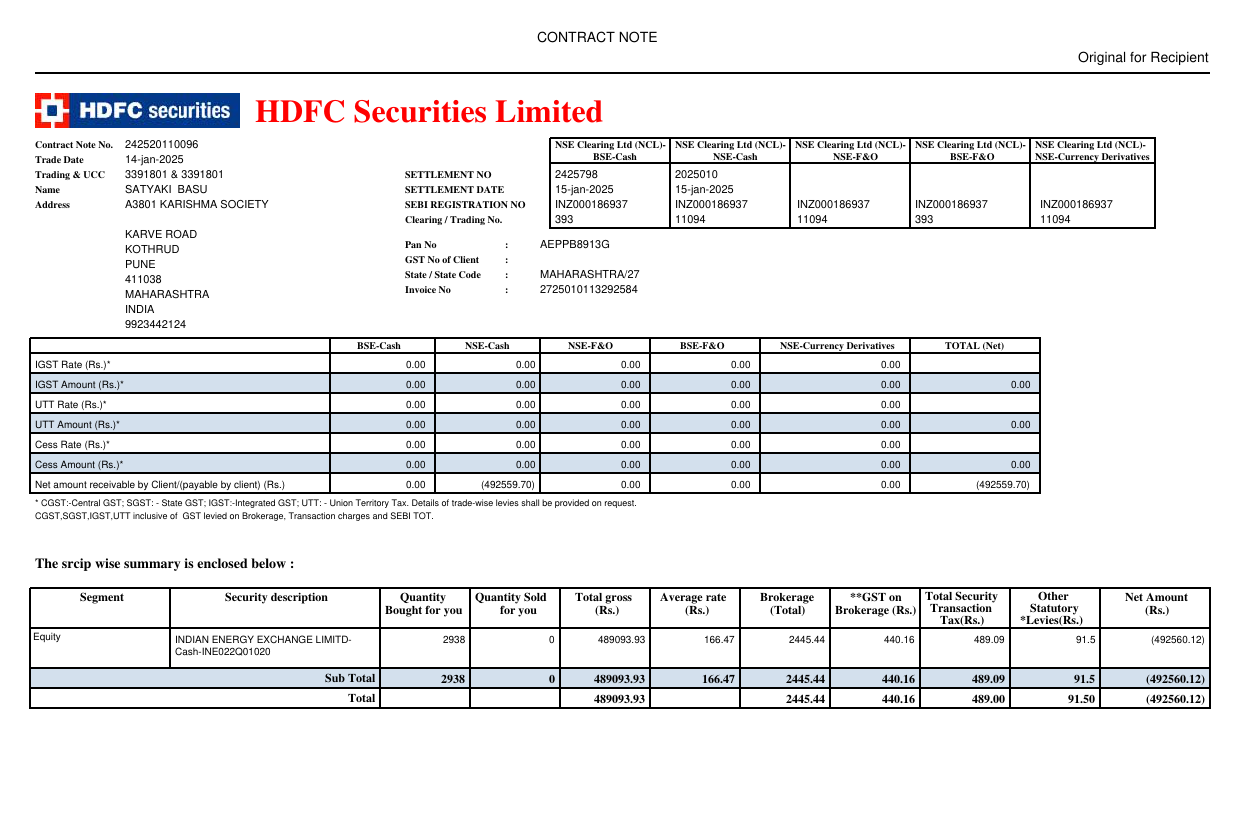 CONTRACT NOTE
Original for Recipient
HDFC securities HDFC Securities Limited
Contract Note No. 242520110096
Trade Date 14-jan-2025
Trading & UCC 3391801 & 3391801
Name SATYAKI BASU
Address A3801 KARISHMA SOCIETY
KARVE ROAD
KOTHRUD
PUNE
411038
MAHARASHTRA
INDIA
9923442124
NSE Clearing Ltd (NCL)- NSE Clearing Ltd (NCL)- NSE Clearing Ltd (NCL)- NSE Clearing Ltd (NCL)- NSE Clearing Ltd (NCL)-
BSE-Cash NSE-Cash NSE-F&O BSE-F&O NSE-Currency Derivatives
SETTLEMENT NO 2425798 2025010
SETTLEMENT DATE 15-jan-2025 15-jan-2025
SEBI REGISTRATION NO INZ000186937 INZ000186937 INZ000186937 INZ000186937 INZ000186937
Clearing / Trading No. 393 11094 11094 393 11094
Pan No : AEPPB8913G
GST No of Client :
State / State Code : MAHARASHTRA/27
Invoice No : 2725010113292584
BSE-Cash NSE-Cash NSE-F&O BSE-F&O NSE-Currency Derivatives TOTAL (Net)
IGST Rate (Rs.)* 0.00 0.00 0.00 0.00 0.00
IGST Amount (Rs.)* 0.00 0.00 0.00 0.00 0.00 0.00
UTT Rate (Rs.)* 0.00 0.00 0.00 0.00 0.00
UTT Amount (Rs.)* 0.00 0.00 0.00 0.00 0.00 0.00
Cess Rate (Rs.)* 0.00 0.00 0.00 0.00 0.00
Cess Amount (Rs.)* 0.00 0.00 0.00 0.00 0.00 0.00
Net amount receivable by Client/(payable by client) (Rs.) 0.00 (492559.70) 0.00 0.00 0.00 (492559.70)
* CGST:-Central GST; SGST: - State GST; IGST:-Integrated GST; UTT: - Union Territory Tax. Details of trade-wise levies shall be provided on request.
CGST,SGST,IGST,UTT inclusive of GST levied on Brokerage, Transaction charges and SEBI TOT.
The srcip wise summary is enclosed below :
Segment Security description Quantity Quantity Sold Total gross Average rate Brokerage **GST on Total Security Other Net Amount
Bought for you for you (Rs.) (Rs.) (Total) Brokerage (Rs.) Transaction Statutory (Rs.)
Tax(Rs.) *Levies(Rs.)
Equity INDIAN ENERGY EXCHANGE LIMITD- 2938 0 489093.93 166.47 2445.44 440.16 489.09 91.5 (492560.12)
Cash-INE022Q01020
Sub Total 2938 0 489093.93 166.47 2445.44 440.16 489.09 91.5 (492560.12)
Total 489093.93 2445.44 440.16 489.00 91.50 (492560.12)